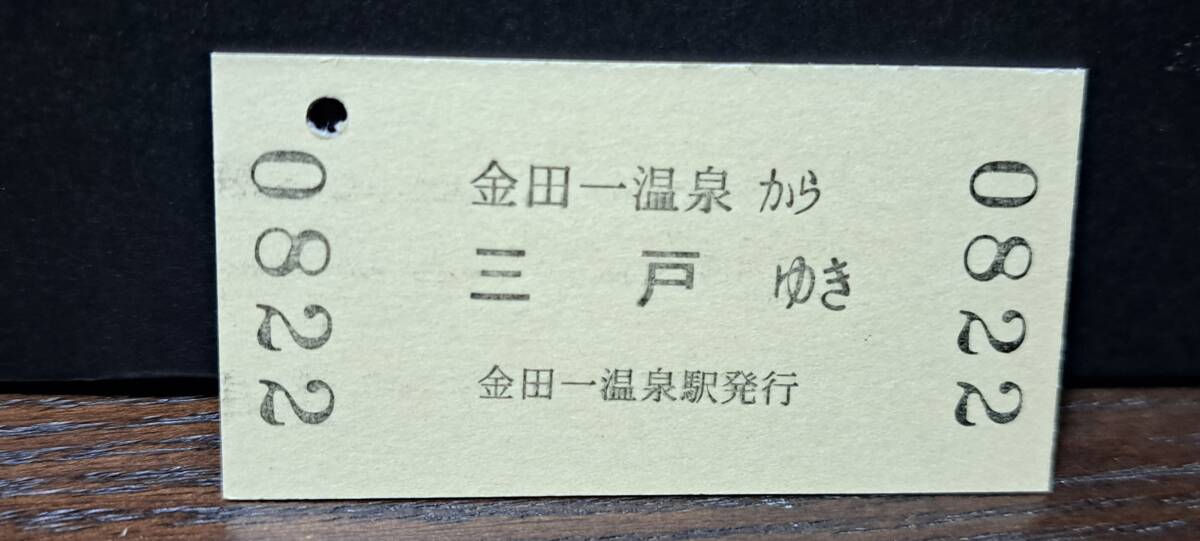 0822
金田一温泉 から
三戸 ゆき
金田一温泉駅発行
0822